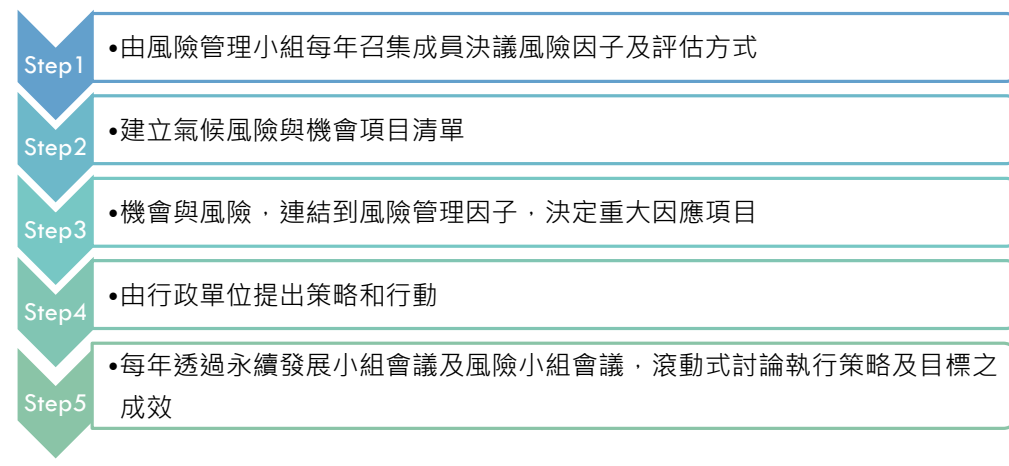 Step1
•由風險管理小組每年召集成員決議風險因子及評估方式
Step2
•建立氣候風險與機會項目清單
Step3
•機會與風險，連結到風險管理因子，決定重大因應項目
Step4
•由行政單位提出策略和行動
Step5
•每年透過永續發展小組會議及風險小組會議，滾動式討論執行策略及目標之
成效